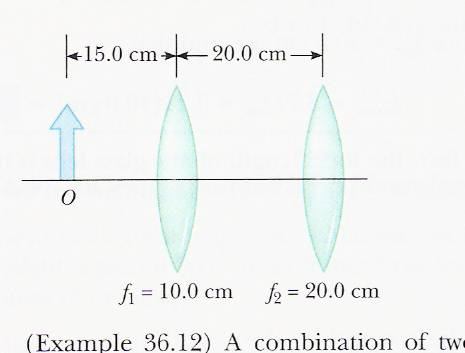 15.0 cm 20.0 cm
O
f₁ = 10.0 cm f₂ = 20.0 cm
(Example 36.12) A combination of two